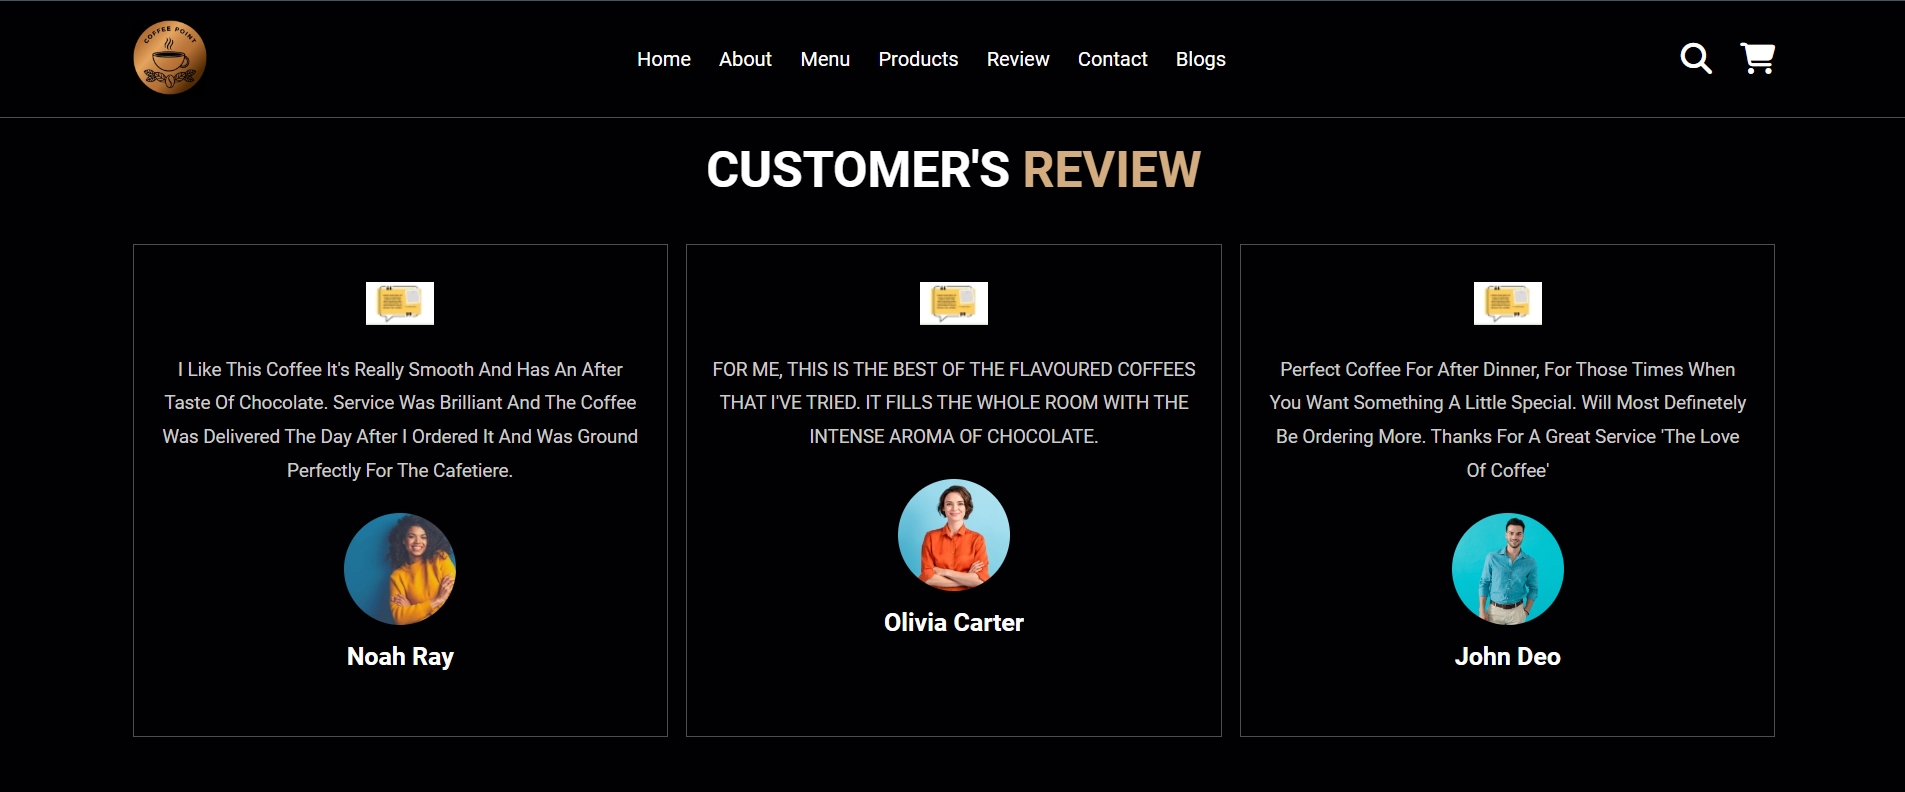 COFFEE POINT
Home About Menu Products Review Contact Blogs
CUSTOMER'S REVIEW
I Like This Coffee It's Really Smooth And Has An After
Taste Of Chocolate. Service Was Brilliant And The Coffee
Was Delivered The Day After I Ordered It And Was Ground
Perfectly For The Cafetiere.
Noah Ray
FOR ME, THIS IS THE BEST OF THE FLAVOURED COFFEES
THAT I'VE TRIED. IT FILLS THE WHOLE ROOM WITH THE
INTENSE AROMA OF CHOCOLATE.
Olivia Carter
Perfect Coffee For After Dinner, For Those Times When
You Want Something A Little Special. Will Most Definetely
Be Ordering More. Thanks For A Great Service 'The Love
Of Coffee'
John Deo